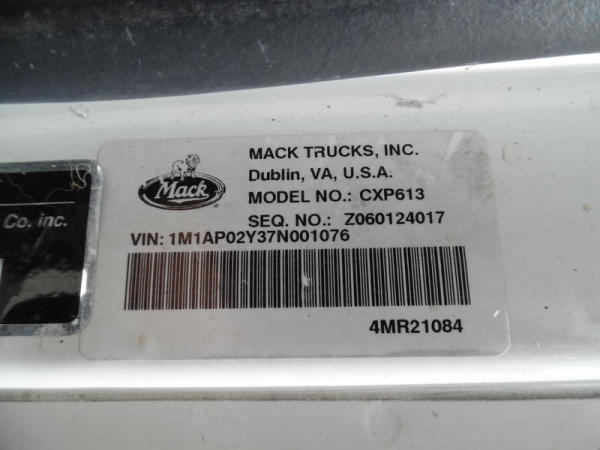 Mack
MACK TRUCKS, INC.
Dublin, VA, U.S.A.
MODEL NO.: CXP613
SEQ. NO.: Z060124017
VIN: 1M1AP02Y37N001076
4MR21084
Co. inc.